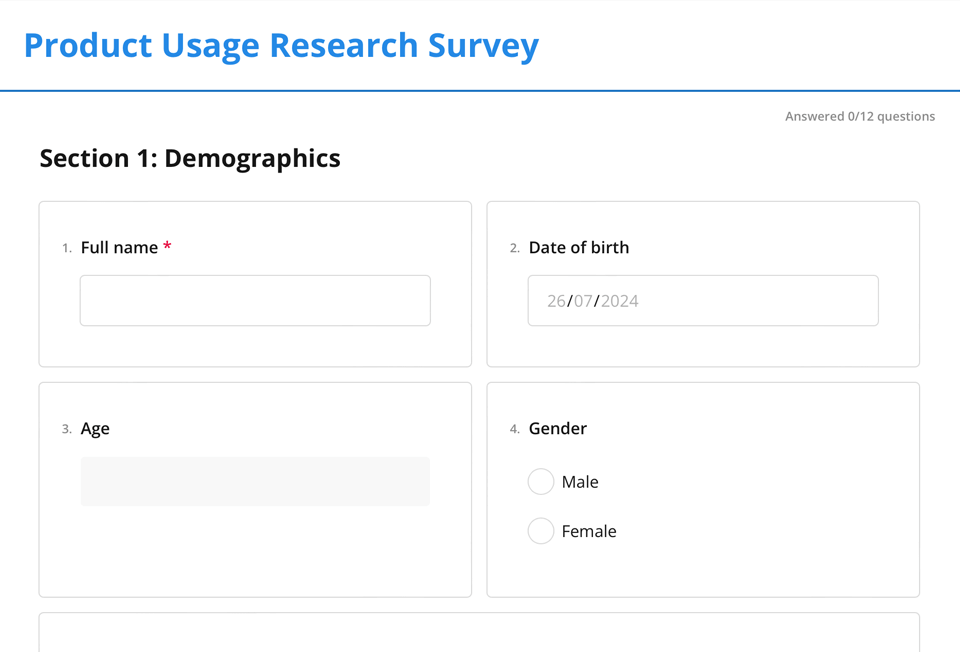 Product Usage Research Survey
Answered 0/12 questions
Section 1: Demographics
1. Full name *
2. Date of birth
26/07/2024
3. Age
4. Gender
Male
Female